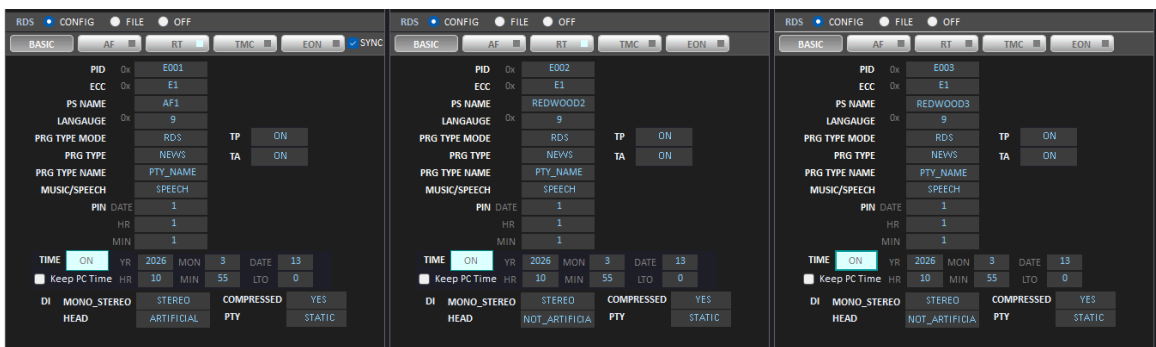 RDS CONFIG FILE OFF
BASIC AF RT TMC EON SYNC
PID 0x E001
ECC 0x E1
PS NAME AF1
LANGAUGE 0x 9
PRG TYPE MODE RDS TP ON
PRG TYPE NEWS TA ON
PRG TYPE NAME PTY_NAME
MUSIC/SPEECH SPEECH
PIN DATE 1
HR 1
MIN 1
TIME ON YR 2026 MON 3 DATE 13
Keep PC Time HR 10 MIN 55 LTO 0
DI MONO_STEREO STEREO COMPRESSED YES
HEAD ARTIFICIAL PTY STATIC
RDS CONFIG FILE OFF
BASIC AF RT TMC EON
PID 0x E002
ECC 0x E1
PS NAME REDWOOD2
LANGAUGE 0x 9
PRG TYPE MODE RDS TP ON
PRG TYPE NEWS TA ON
PRG TYPE NAME PTY_NAME
MUSIC/SPEECH SPEECH
PIN DATE 1
HR 1
MIN 1
TIME ON YR 2026 MON 3 DATE 13
Keep PC Time HR 10 MIN 55 LTO 0
DI MONO_STEREO STEREO COMPRESSED YES
HEAD NOT_ARTIFICIA PTY STATIC
RDS CONFIG FILE OFF
BASIC AF RT TMC EON
PID 0x E003
ECC 0x E1
PS NAME REDWOOD3
LANGAUGE 0x 9
PRG TYPE MODE RDS TP ON
PRG TYPE NEWS TA ON
PRG TYPE NAME PTY_NAME
MUSIC/SPEECH SPEECH
PIN DATE 1
HR 1
MIN 1
TIME ON YR 2026 MON 3 DATE 13
Keep PC Time HR 10 MIN 55 LTO 0
DI MONO_STEREO STEREO COMPRESSED YES
HEAD NOT_ARTIFICIA PTY STATIC